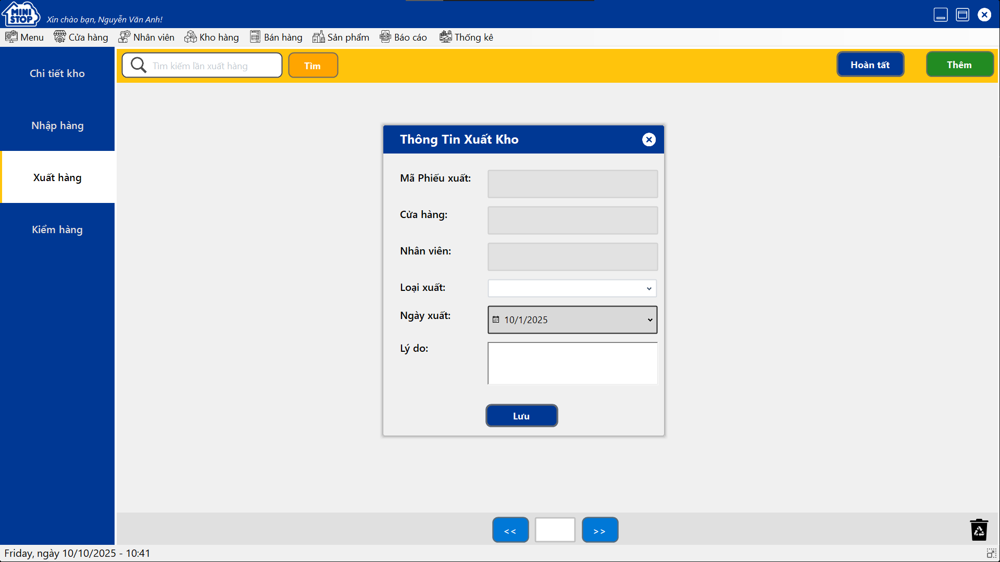 MINI
STOP
Xin chào bạn, Nguyễn Văn Anh!
Menu Cửa hàng Nhân viên Kho hàng Bán hàng Sản phẩm Báo cáo Thống kê
Chi tiết kho
Nhập hàng
Xuất hàng
Kiểm hàng
Tìm kiếm lần xuất hàng
Tìm
Hoàn tất
Thêm
Thông Tin Xuất Kho
Mã Phiếu xuất:
Cửa hàng:
Nhân viên:
Loại xuất:
Ngày xuất: 10/1/2025
Lý do:
Lưu
<< >>
Friday, ngày 10/10/2025 - 10:41